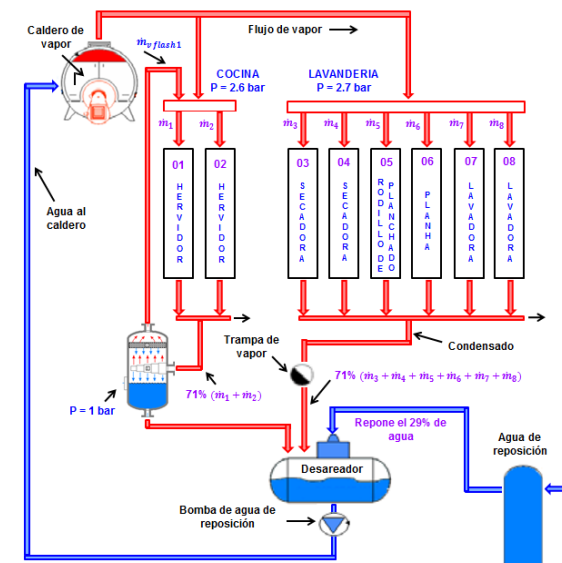 Caldero de
vapor
Flujo de vapor
ṁ𝑣 𝑓𝑙𝑎𝑠ℎ1
COCINA
P = 2.6 bar
LAVANDERIA
P = 2.7 bar
ṁ1
ṁ2
ṁ3
ṁ4
ṁ5
ṁ6
ṁ7
ṁ8
01
HERVIDOR
02
HERVIDOR
03
SECADORA
04
SECADORA
05
RODILLO DE
PLANCHADO
06
PLANHA
07
LAVADORA
08
LAVADORA
Agua al
caldero
Trampa de
vapor
Condensado
71% (ṁ1 + ṁ2)
71% (ṁ3 + ṁ4 + ṁ5 + ṁ6 + ṁ7 + ṁ8)
P = 1 bar
Repone el 29% de
agua
Agua de
reposición
Desareador
Bomba de agua de
reposición